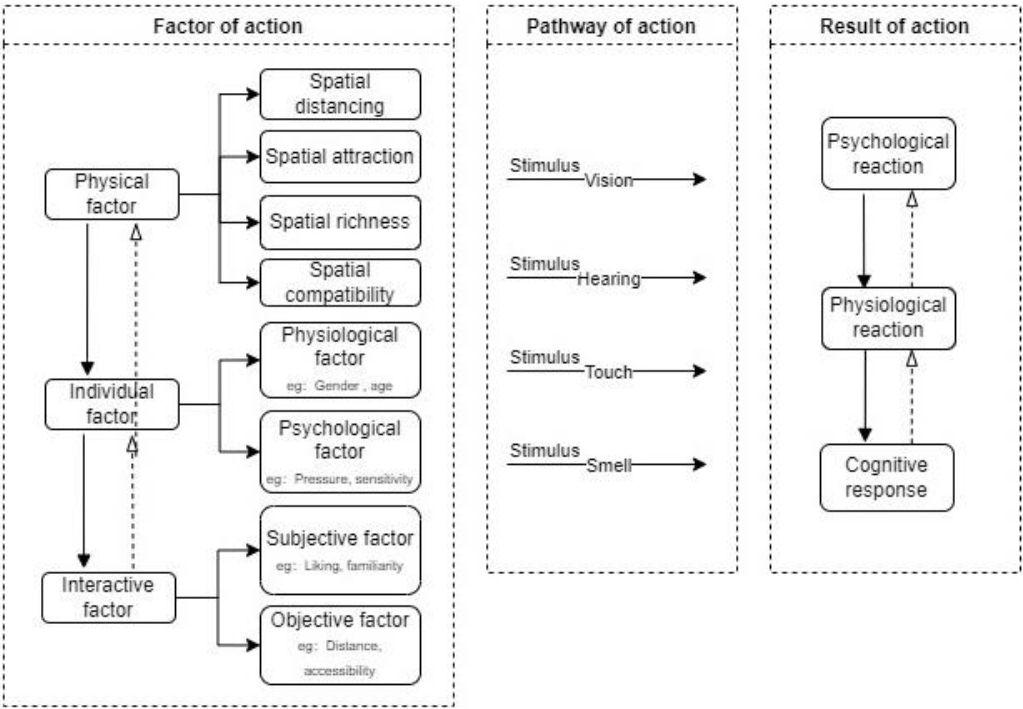 Factor of action
Spatial
distancing
Spatial attraction
Physical
factor
Spatial richness
Spatial
compatibility
Physiological
factor
eg: Gender , age
Individual
factor
Psychological
factor
eg: Pressure, sensitivity
Subjective factor
eg: Liking, familiarity
Interactive
factor
Objective factor
eg: Distance,
accessibility
Pathway of action
Stimulus
Vision
Stimulus
Hearing
Stimulus
Touch
Stimulus
Smell
Result of action
Psychological
reaction
Physiological
reaction
Cognitive
response